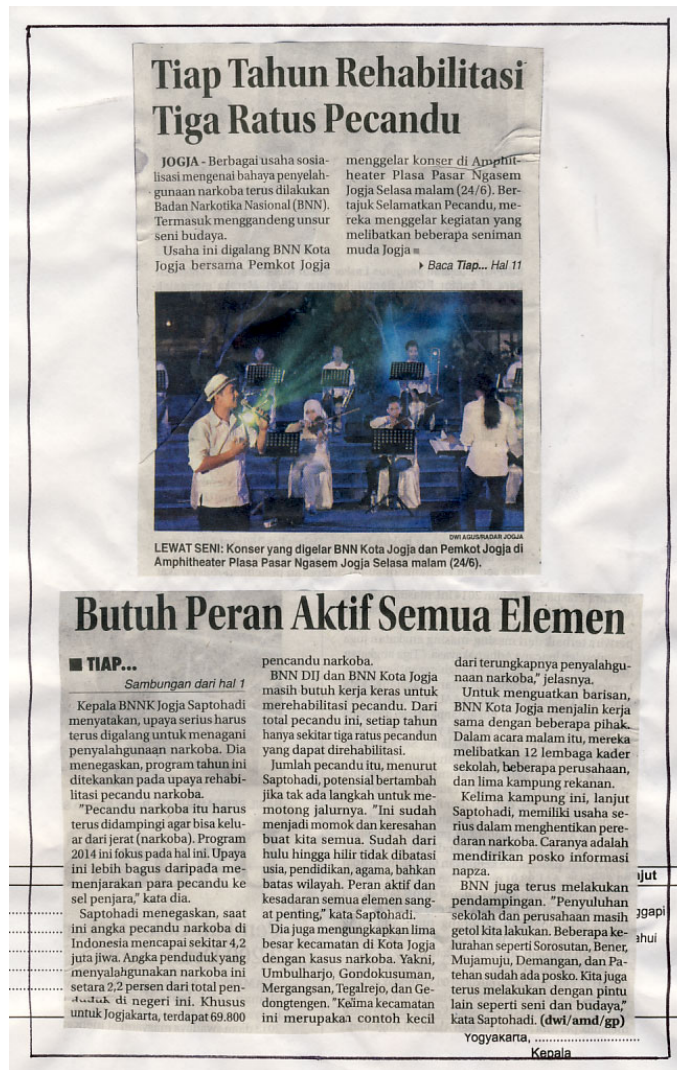 Tiap Tahun Rehabilitasi
Tiga Ratus Pecandu
JOGJA - Berbagai usaha sosia-
lisasi mengenai bahaya penyelah-
gunaan narkoba terus dilakukan
Badan Narkotika Nasional (BNN).
Termasuk menggandeng unsur
seni budaya.
Usaha ini digalang BNN Kota
Jogja bersama Pemkot Jogja
menggelar konser di Amphit-
heater Plasa Pasar Ngasem
Jogja Selasa malam (24/6). Ber-
tajuk Selamatkan Pecandu, me-
reka menggelar kegiatan yang
melibatkan beberapa seniman
muda Jogja
Baca Tiap... Hal 11
DWI AGUS/RADAR JOGJA
LEWAT SENI: Konser yang digelar BNN Kota Jogja dan Pemkot Jogja di
Amphitheater Plasa Pasar Ngasem Jogja Selasa malam (24/6).
Butuh Peran Aktif Semua Elemen
TIAP...
Sambungan dari hal 1
Kepala BNNK Jogja Saptohadi
menyatakan, upaya serius harus
terus digalang untuk menagani
penyalahgunaan narkoba. Dia
menegaskan, program tahun ini
ditekankan pada upaya rehabi-
litasi pecandu narkoba.
"Pecandu narkoba itu harus
terus didampingi agar bisa kelu-
ar dari jerat (narkoba). Program
2014 ini fokus pada hal ini. Upaya
ini lebih bagus daripada me-
menjarakan para pecandu ke
sel penjara," kata dia.
Saptohadi menegaskan, saat
ini angka pecandu narkoba di
Indonesia mencapai sekitar 4,2
juta jiwa. Angka penduduk yang
menyalahgunakan narkoba ini
setara 2,2 persen dari total pen-
duduk di negeri ini. Khusus
untuk Jogjakarta, terdapat 69.800
pencandu narkoba.
BNN DIJ dan BNN Kota Jogja
masih butuh kerja keras untuk
merehabilitasi pecandu. Dari
total pecandu ini, setiap tahun
hanya sekitar tiga ratus pecandun
yang dapat direhabilitasi.
Jumlah pecandu itu, menurut
Saptohadi, potensial bertambah
jika tak ada langkah untuk me-
motong jalurnya. "Ini sudah
menjadi momok dan keresahan
buat kita semua. Sudah dari
hulu hingga hilir tidak dibatasi
usia, pendidikan, agama, bahkan
batas wilayah. Peran aktif dan
kesadaran semua elemen sang-
at penting," kata Saptohadi.
Dia juga mengungkapkan lima
besar kecamatan di Kota Jogja
dengan kasus narkoba. Yakni,
Umbulharjo, Gondokusuman,
Mergangsan, Tegalrejo, dan Ge-
dongtengen. "Keima kecamatan
ini merupakan contoh kecil
dari terungkapnya penyalahgu-
naan narkoba," jelasnya.
Untuk menguatkan barisan,
BNN Kota Jogja menjalin kerja
sama dengan beberapa pihak.
Dalam acara malam itu, mereka
melibatkan 12 lembaga kader
sekolah, beberapa perusahaan,
dan lima kampung rekanan.
Kelima kampung ini, lanjut
Saptohadi, memiliki usaha se-
rius dalam menghentikan pere-
daran narkoba. Caranya adalah
mendirikan posko informasi
napza.
BNN juga terus melakukan
pendampingan. "Penyuluhan
sekolah dan perusahaan masih
getol kita lakukan. Beberapa ke-
lurahan seperti Sorosutan, Bener,
Mujamuju, Demangan, dan Pa-
tehan sudah ada posko. Kita juga
terus melakukan dengan pintu
lain seperti seni dan budaya,"
kata Saptohadi. (dwi/amd/gp)
jut
ggapi
ahui
Yogyakarta, ..............................
Kepala